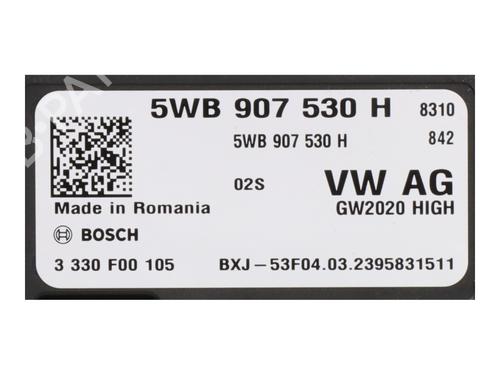 5WB 907 530 H 8310
5WB 907 530 H 842
02S VW AG
Made in Romania GW2020 HIGH
BOSCH
3 330 F00 105 BXJ – 53F04.03.2395831511